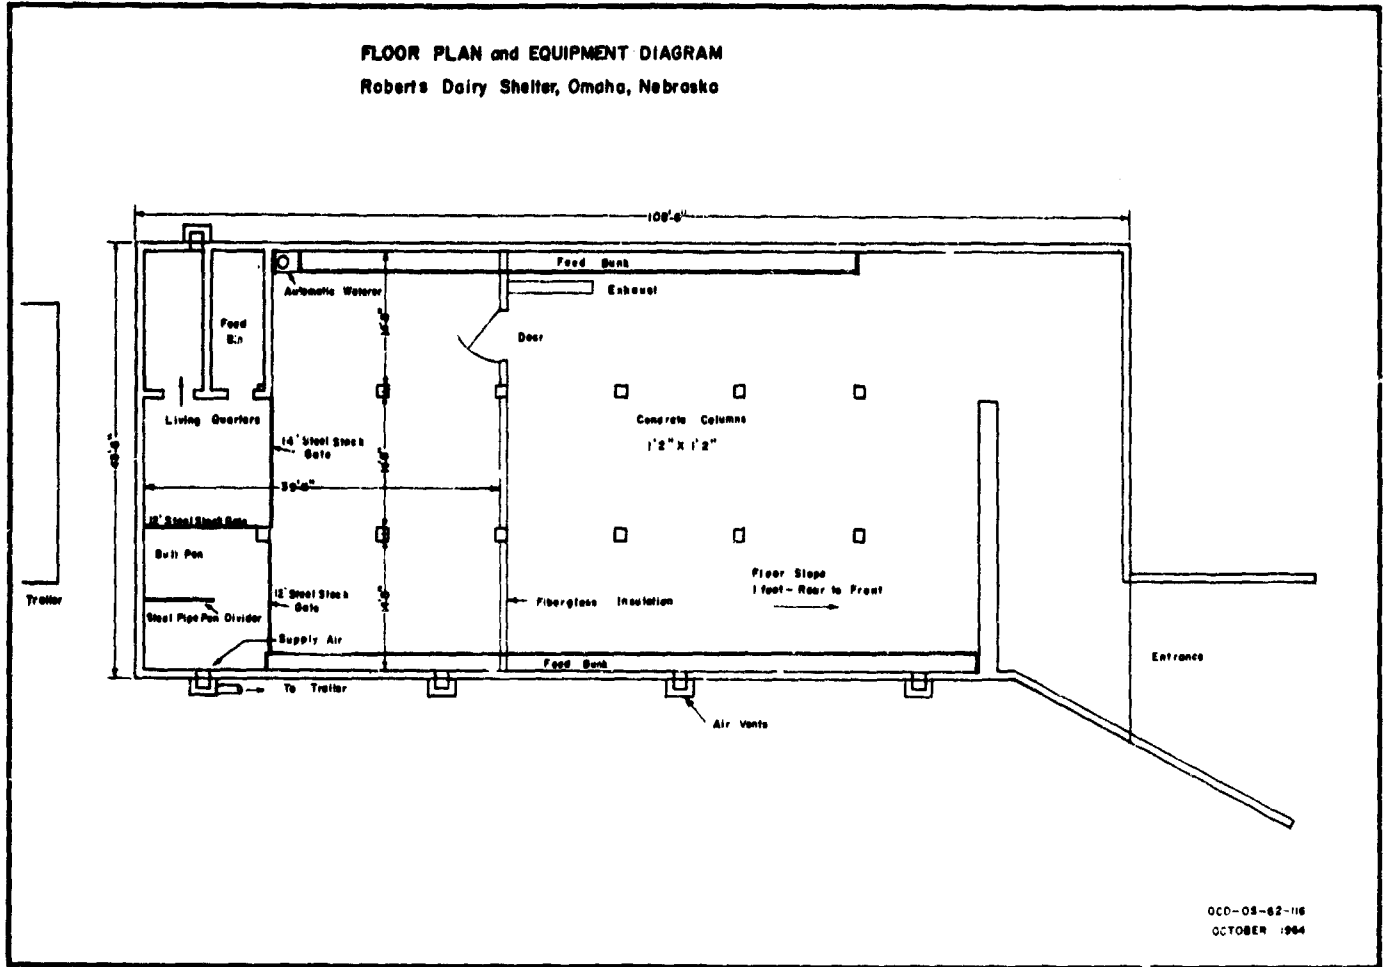 FLOOR PLAN and EQUIPMENT DIAGRAM
Roberts Dairy Shelter, Omaha, Nebraska
108'-6"
Feed Bunk
Automatic Waterer
Exhaust
Feed
Bin
Door
Living Quarters
Concrete Columns
1'2" X 1'2"
14' Steel Stock
Gate
39'-6"
12' Steel Stock Gate
Bull Pen
Floor Slope
1 foot - Rear to Front
12' Steel Stock
Gate
Fiberglass Insulation
Trailer
Steel Pipe Pen Divider
Supply Air
Feed Bunk
Entrance
To Trailer
Air Vents
OCD-OS-62-116
OCTOBER 1964